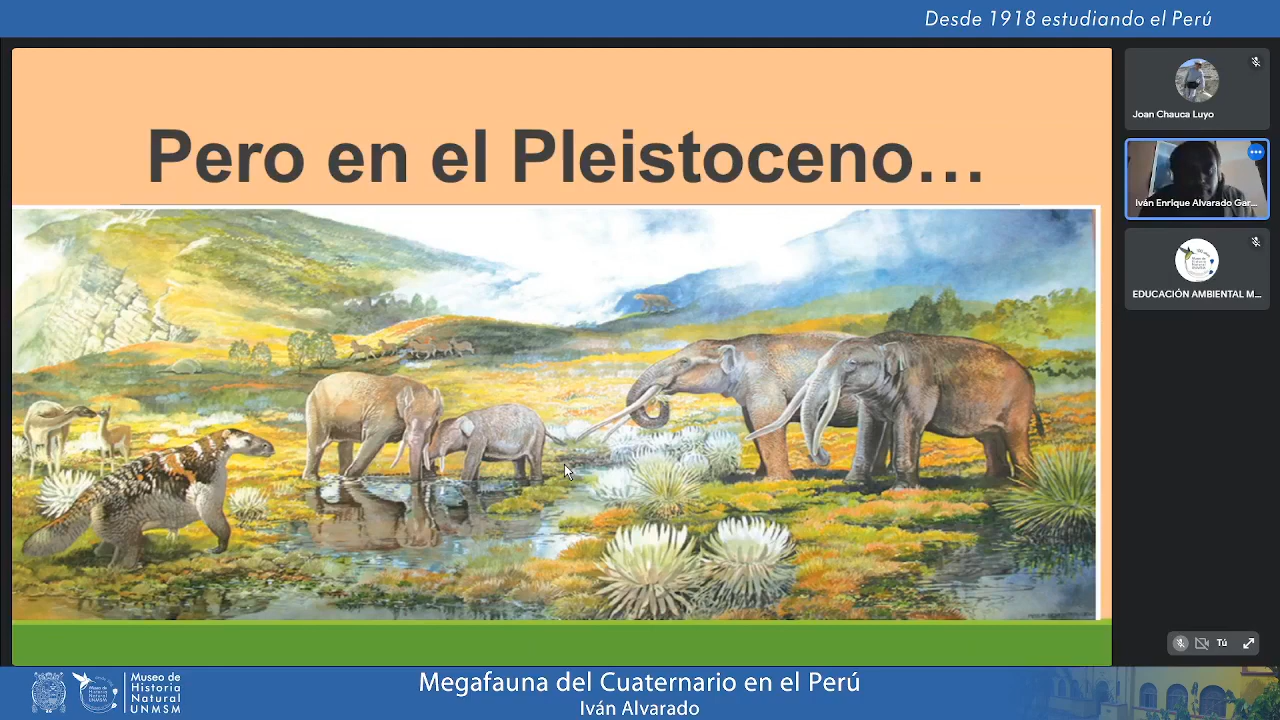 Desde 1918 estudiando el Perú
Pero en el Pleistoceno...
Joan Chauca Luyo
Iván Enrique Alvarado Gar...
EDUCACIÓN AMBIENTAL M...
Tú
Museo de
Historia
Natural
UNMSM
Megafauna del Cuaternario en el Perú
Iván Alvarado